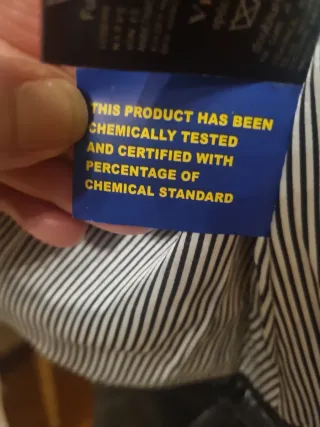 THIS PRODUCT HAS BEEN
CHEMICALLY TESTED
AND CERTIFIED WITH
PERCENTAGE OF
CHEMICAL STANDARD